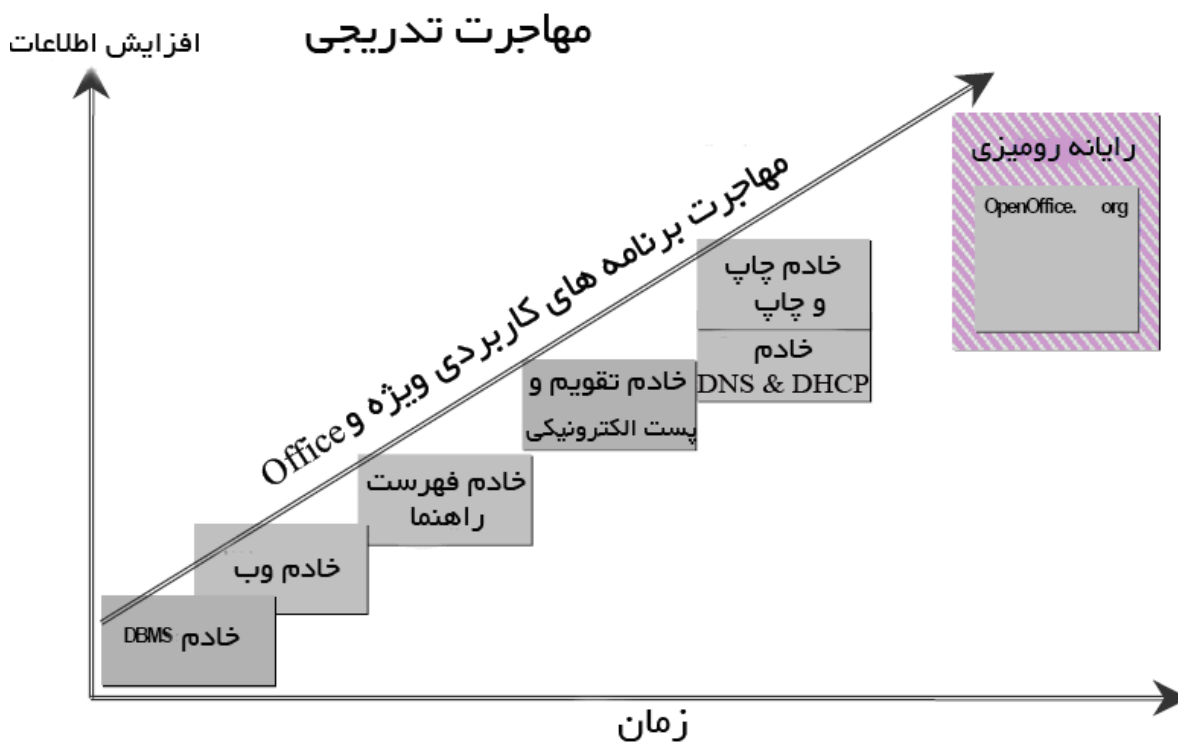 مهاجرت تدریجی
افزایش اطلاعات
رایانه رومیزی
OpenOffice. org
مهاجرت برنامه های کاربردی ویژه و Office
خادم چاپ
و چاپ
خادم
DNS & DHCP
خادم تقویم و
پست الکترونیکی
خادم فهرست
راهنما
خادم وب
خادم DBMS
زمان